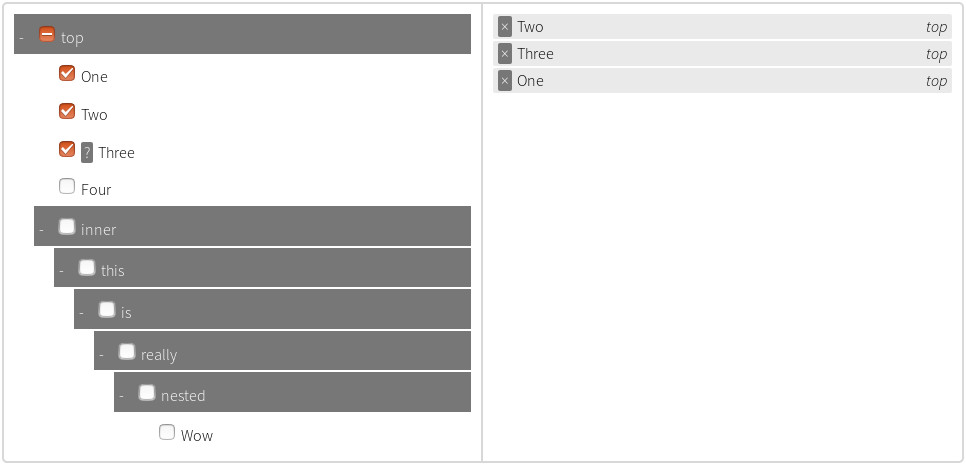 - top
One
Two
? Three
Four
- inner
- this
- is
- really
- nested
Wow
× Two top
× Three top
× One top